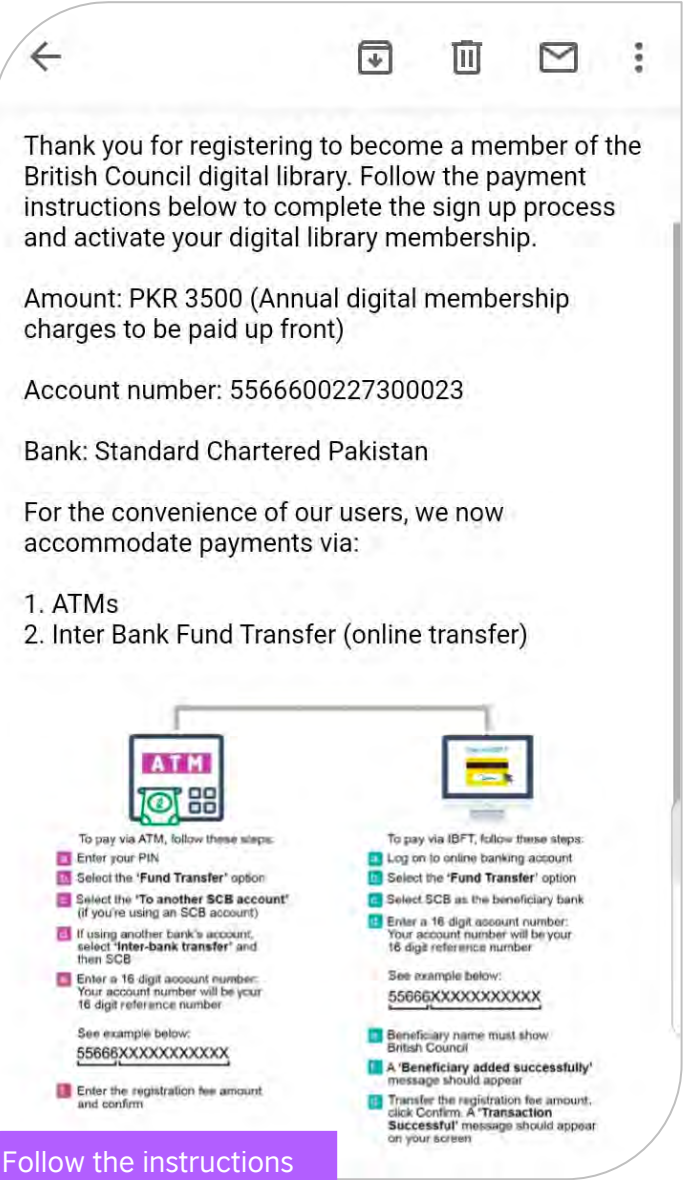 Thank you for registering to become a member of the
British Council digital library. Follow the payment
instructions below to complete the sign up process
and activate your digital library membership.
Amount: PKR 3500 (Annual digital membership
charges to be paid up front)
Account number: 5566600227300023
Bank: Standard Chartered Pakistan
For the convenience of our users, we now
accommodate payments via:
1. ATMs
2. Inter Bank Fund Transfer (online transfer)
ATM
To pay via ATM, follow these steps:
a Enter your PIN
b Select the 'Fund Transfer' option
c Select the 'To another SCB account'
(if you're using an SCB account)
d If using another bank's account,
select 'Inter-bank transfer' and
then SCB
e Enter a 16 digit account number:
Your account number will be your
16 digit reference number
See example below:
55666XXXXXXXXXXX
f Enter the registration fee amount
and confirm
To pay via IBFT, follow these steps:
a Log on to online banking account
b Select the 'Fund Transfer' option
c Select SCB as the beneficiary bank
d Enter a 16 digit account number:
Your account number will be your
16 digit reference number
See example below:
55666XXXXXXXXXXX
Beneficiary name must show
British Council
A 'Beneficiary added successfully'
message should appear
Transfer the registration fee amount,
click Confirm. A 'Transaction
Successful' message should appear
on your screen
Follow the instructions